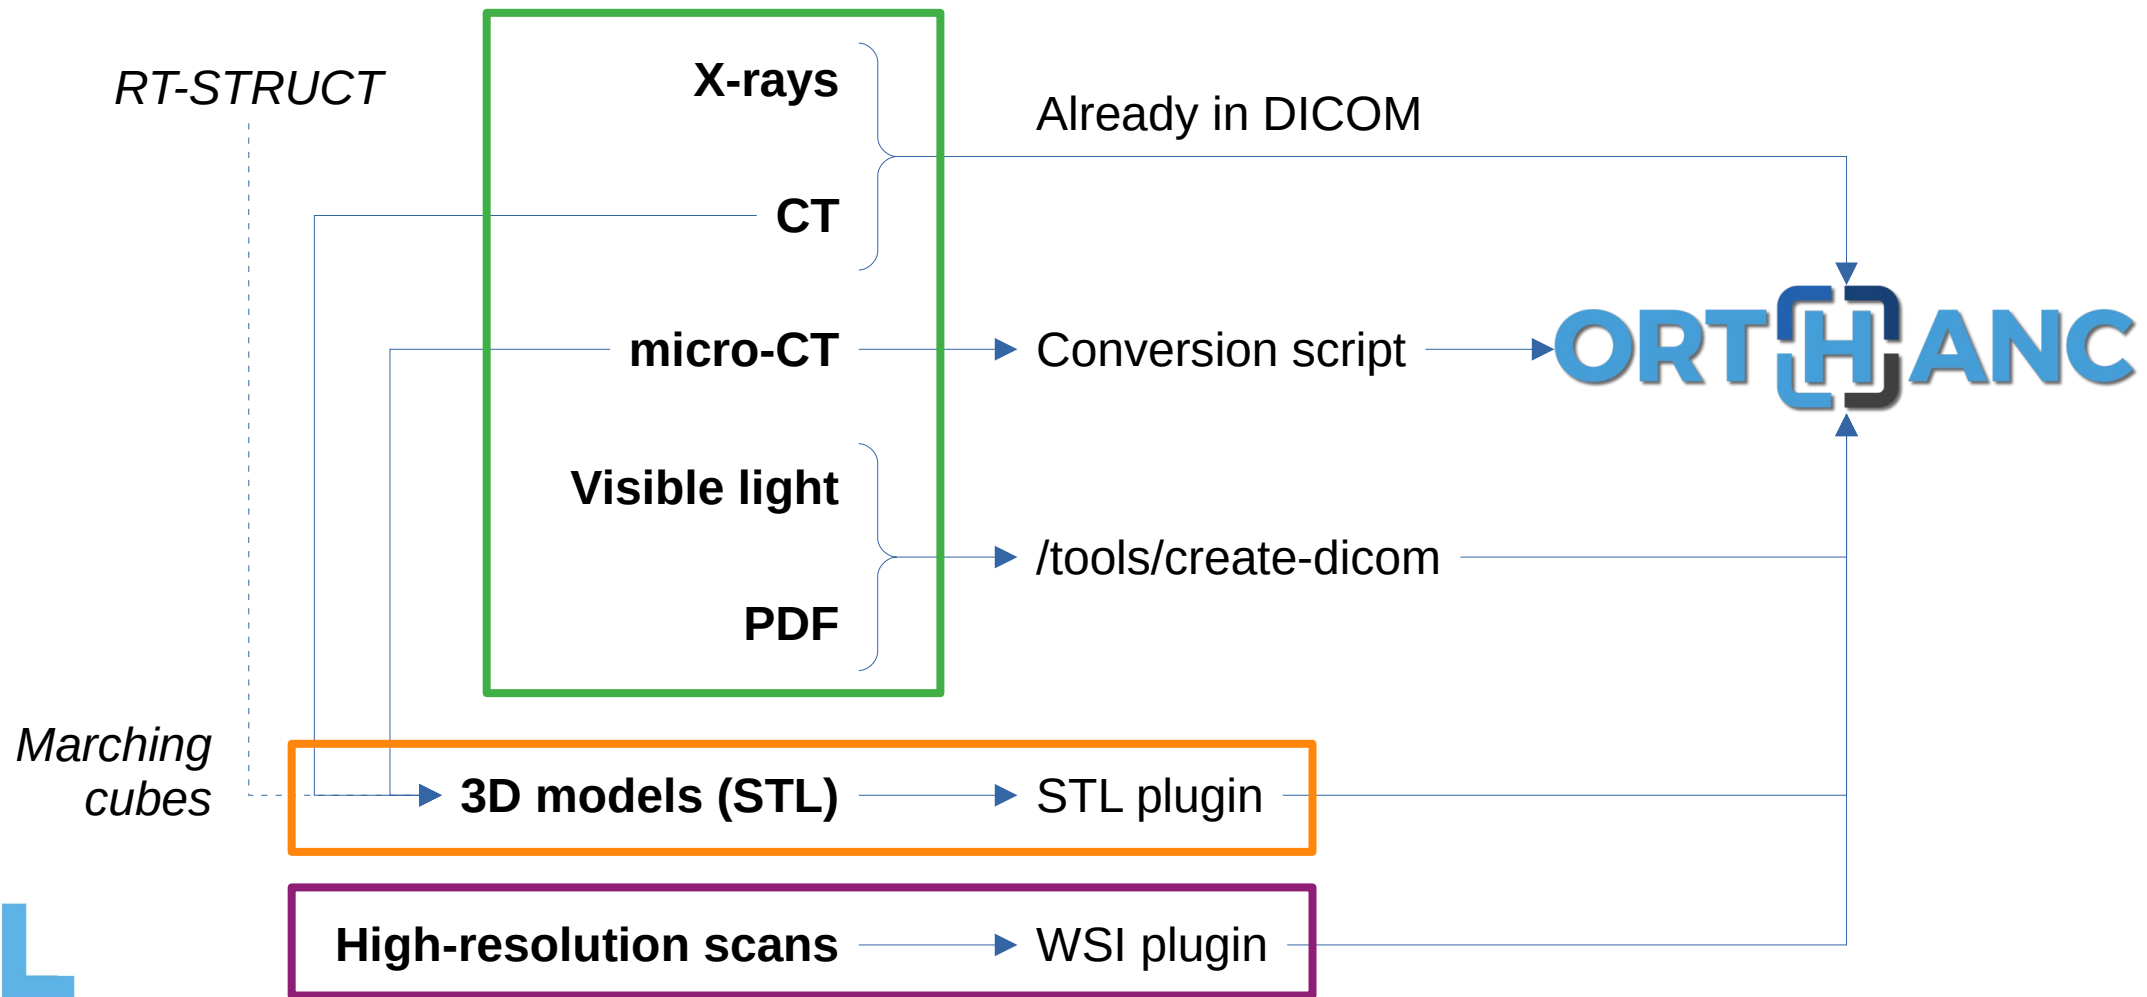 RT-STRUCT
X-rays
Already in DICOM
CT
micro-CT
Conversion script
ORTHANC
Visible light
/tools/create-dicom
PDF
Marching
cubes
3D models (STL)
STL plugin
High-resolution scans
WSI plugin